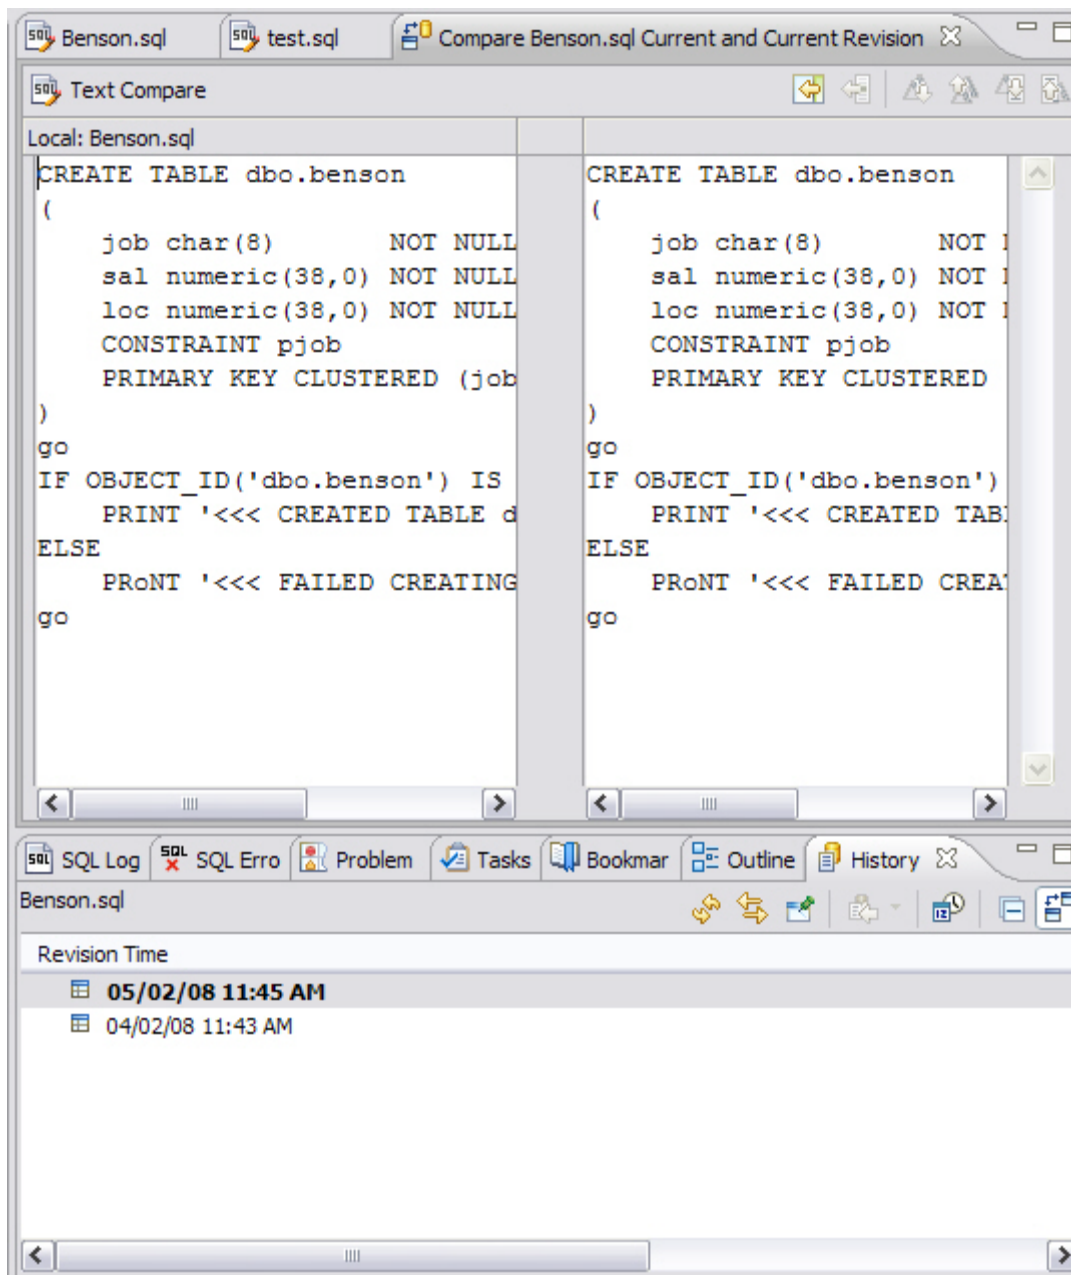 Benson.sql test.sql Compare Benson.sql Current and Current Revision
Text Compare
Local: Benson.sql
CREATE TABLE dbo.benson
(
job char(8) NOT NULL
sal numeric(38,0) NOT NULL
loc numeric(38,0) NOT NULL
CONSTRAINT pjob
PRIMARY KEY CLUSTERED (job
)
go
IF OBJECT_ID('dbo.benson') IS
PRINT '<<< CREATED TABLE d
ELSE
PRoNT '<<< FAILED CREATING
go
CREATE TABLE dbo.benson
(
job char(8) NOT
sal numeric(38,0) NOT
loc numeric(38,0) NOT
CONSTRAINT pjob
PRIMARY KEY CLUSTERED
)
go
IF OBJECT_ID('dbo.benson')
PRINT '<<< CREATED TAB
ELSE
PRoNT '<<< FAILED CREA
go
SQL Log SQL Erro Problem Tasks Bookmar Outline History
Benson.sql
Revision Time
05/02/08 11:45 AM
04/02/08 11:43 AM